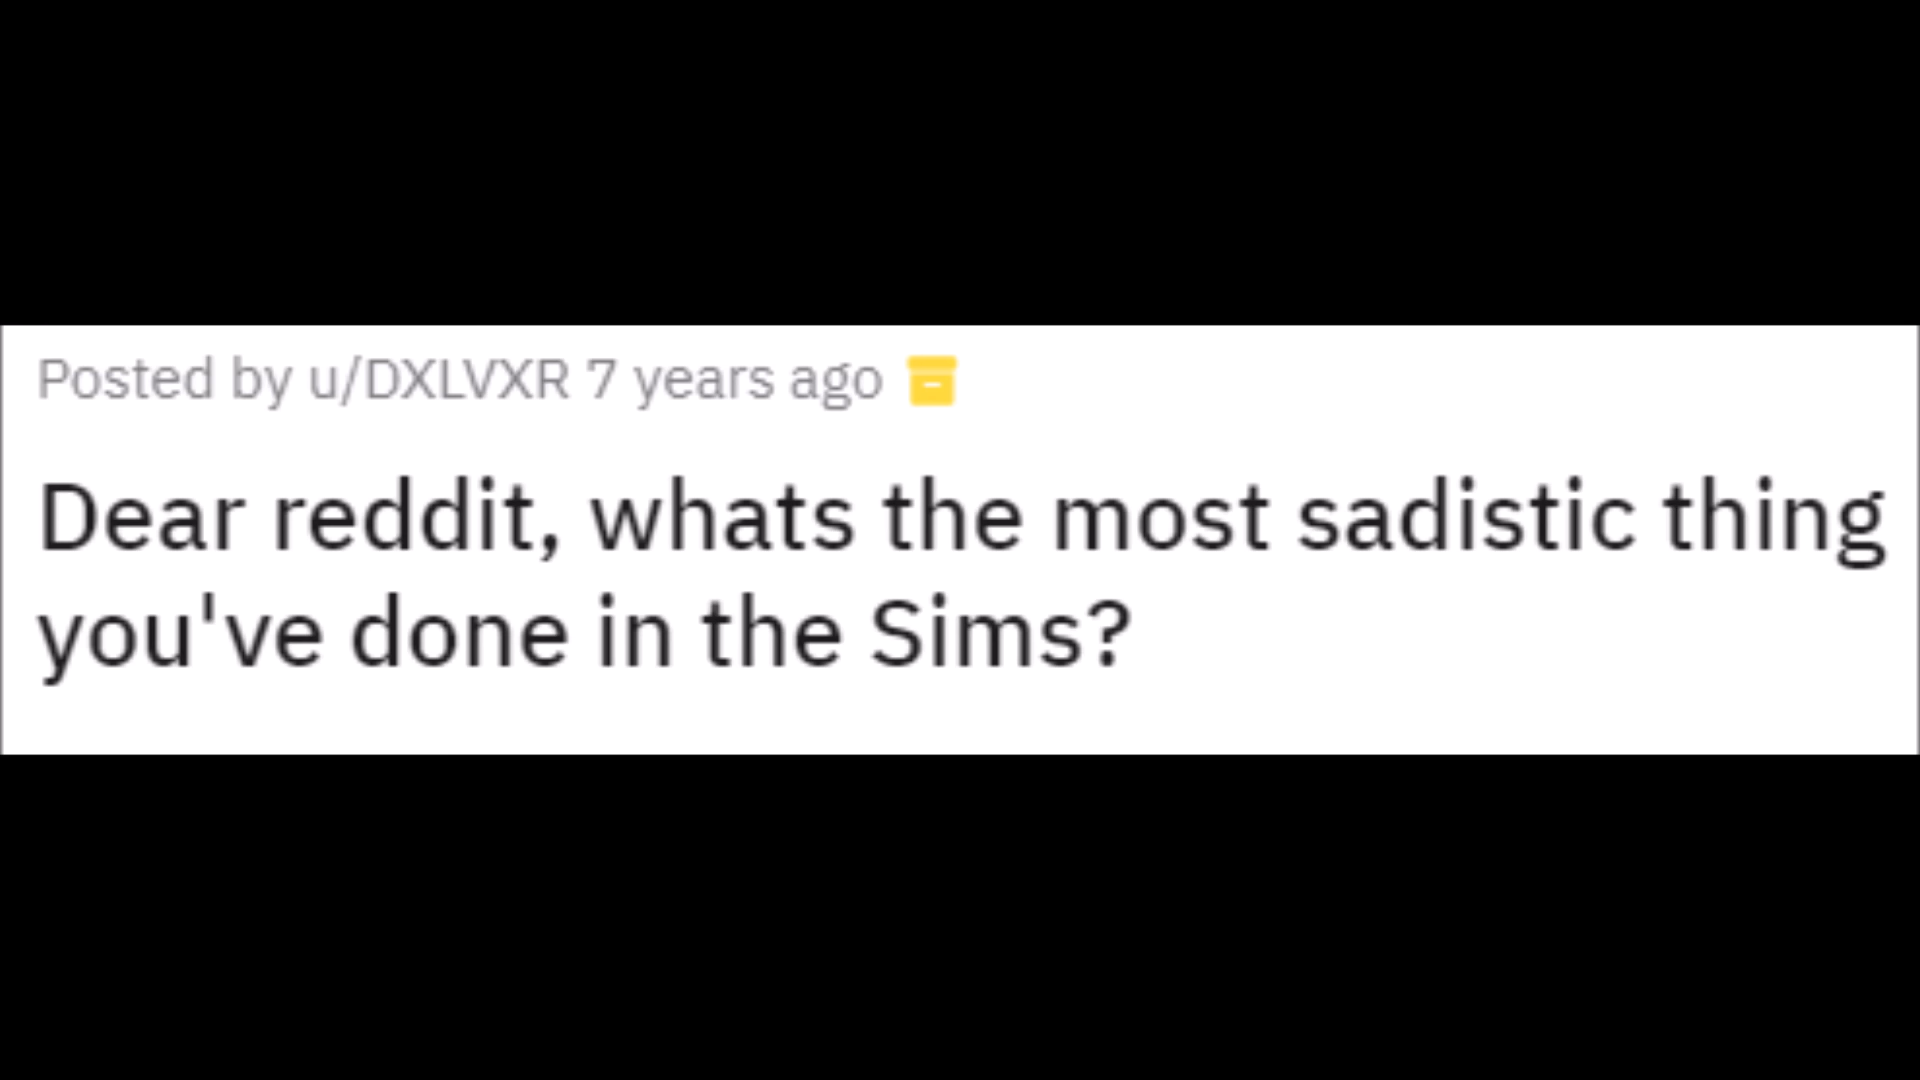 Posted by u/DXLVXR 7 years ago
Dear reddit, whats the most sadistic thing
you've done in the Sims?